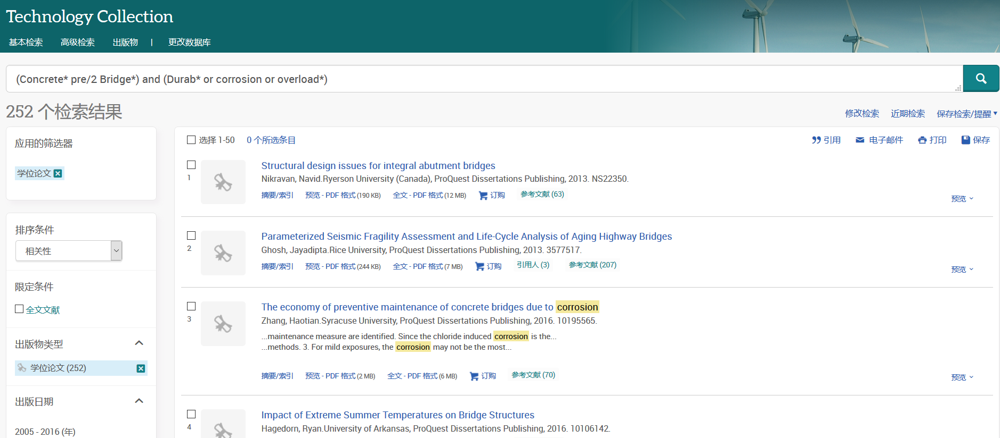 Technology Collection
基本检索 高级检索 出版物 | 更改数据库
(Concrete* pre/2 Bridge*) and (Durab* or corrosion or overload*)
252 个检索结果
修改检索 近期检索 保存检索/提醒
应用的筛选器
学位论文
排序条件
相关性
限定条件
全文文献
出版物类型
学位论文 (252)
出版日期
2005 - 2016 (年)
选择 1-50 0 个所选条目
引用 电子邮件 打印 保存
1
Structural design issues for integral abutment bridges
Nikravan, Navid.Ryerson University (Canada), ProQuest Dissertations Publishing, 2013. NS22350.
摘要/索引 预览 - PDF 格式 (190 KB) 全文 - PDF 格式 (12 MB) 订购 参考文献 (63)
预览
2
Parameterized Seismic Fragility Assessment and Life-Cycle Analysis of Aging Highway Bridges
Ghosh, Jayadipta.Rice University, ProQuest Dissertations Publishing, 2013. 3577517.
摘要/索引 预览 - PDF 格式 (244 KB) 全文 - PDF 格式 (7 MB) 订购 引用人 (3) 参考文献 (207)
预览
3
The economy of preventive maintenance of concrete bridges due to corrosion
Zhang, Haotian.Syracuse University, ProQuest Dissertations Publishing, 2016. 10195565.
...maintenance measure are identified. Since the chloride induced corrosion is the...
...methods. 3. For mild exposures, the corrosion may not be the most...
摘要/索引 预览 - PDF 格式 (2 MB) 全文 - PDF 格式 (6 MB) 订购 参考文献 (70)
预览
4
Impact of Extreme Summer Temperatures on Bridge Structures
Hagedorn, Ryan.University of Arkansas, ProQuest Dissertations Publishing, 2016. 10106142.